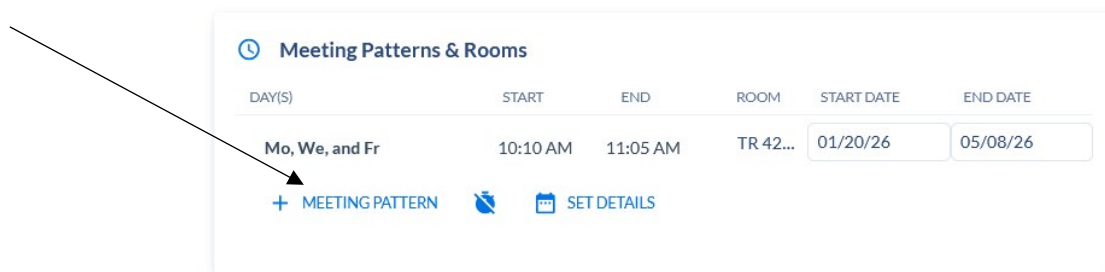 Meeting Patterns & Rooms
DAY(S) START END ROOM START DATE END DATE
Mo, We, and Fr 10:10 AM 11:05 AM TR 42... 01/20/26 05/08/26
+ MEETING PATTERN SET DETAILS